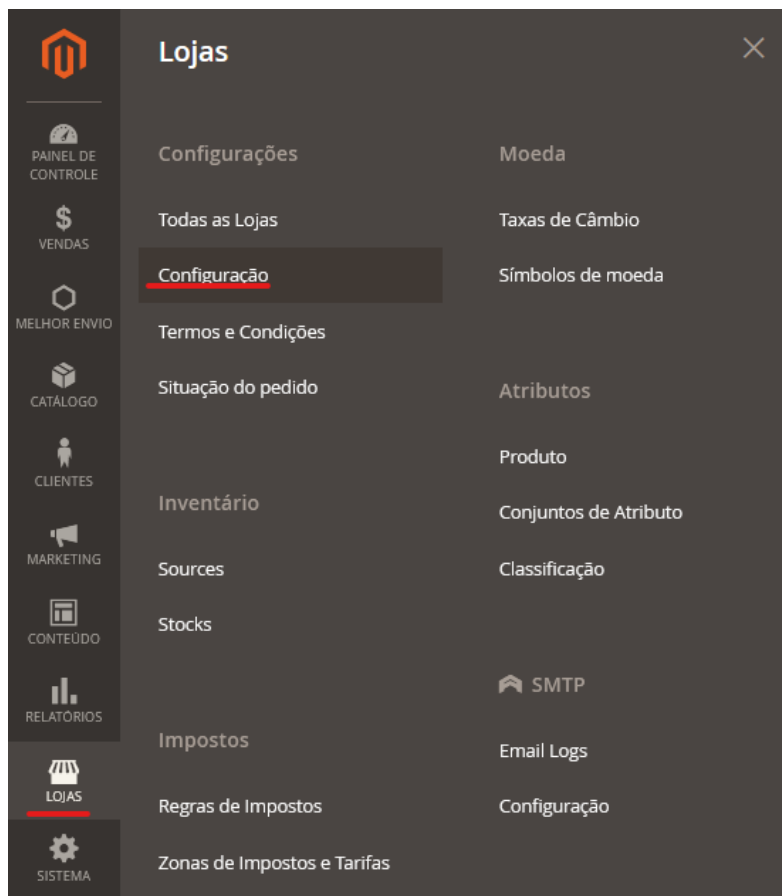 PAINEL DE
CONTROLE
VENDAS
MELHOR ENVIO
CATÁLOGO
CLIENTES
MARKETING
CONTEÚDO
RELATÓRIOS
LOJAS
SISTEMA
Lojas
Configurações
Todas as Lojas
Configuração
Termos e Condições
Situação do pedido
Inventário
Sources
Stocks
Impostos
Regras de Impostos
Zonas de Impostos e Tarifas
Moeda
Taxas de Câmbio
Símbolos de moeda
Atributos
Produto
Conjuntos de Atributo
Classificação
SMTP
Email Logs
Configuração